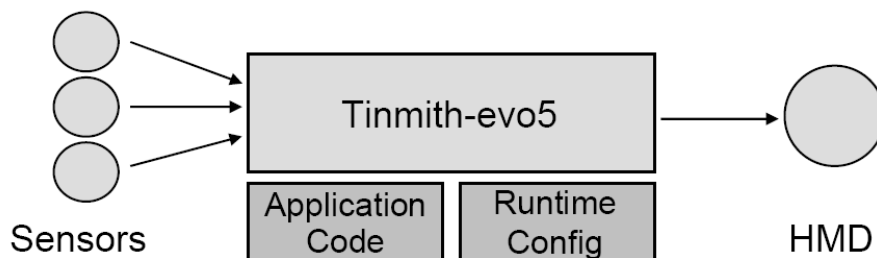 Tinmith-evo5
Application
Code
Runtime
Config
Sensors
HMD